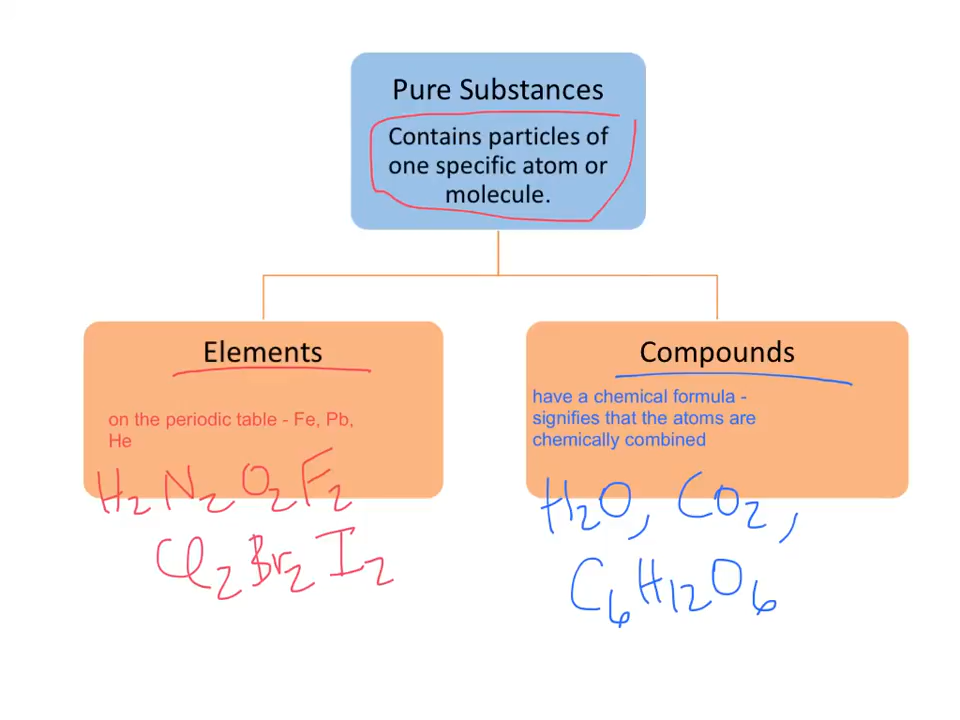 Pure Substances
Contains particles of
one specific atom or
molecule.
Elements
on the periodic table - Fe, Pb,
He
H₂ N₂ O₂ F₂
Cl₂ Br₂ I₂
Compounds
have a chemical formula -
signifies that the atoms are
chemically combined
H₂O, CO₂,
C₆H₁₂O₆